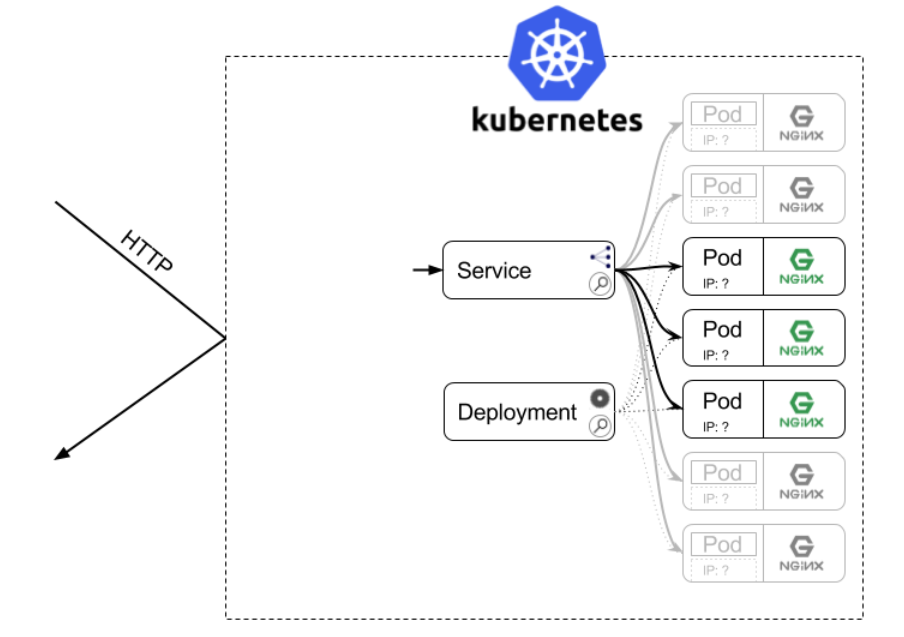 kubernetes
Pod
IP: ?
NGiNX
Pod
IP: ?
NGiNX
HTTP
Service
Pod
IP: ?
NGiNX
Pod
IP: ?
NGiNX
Deployment
Pod
IP: ?
NGiNX
Pod
IP: ?
NGiNX
Pod
IP: ?
NGiNX